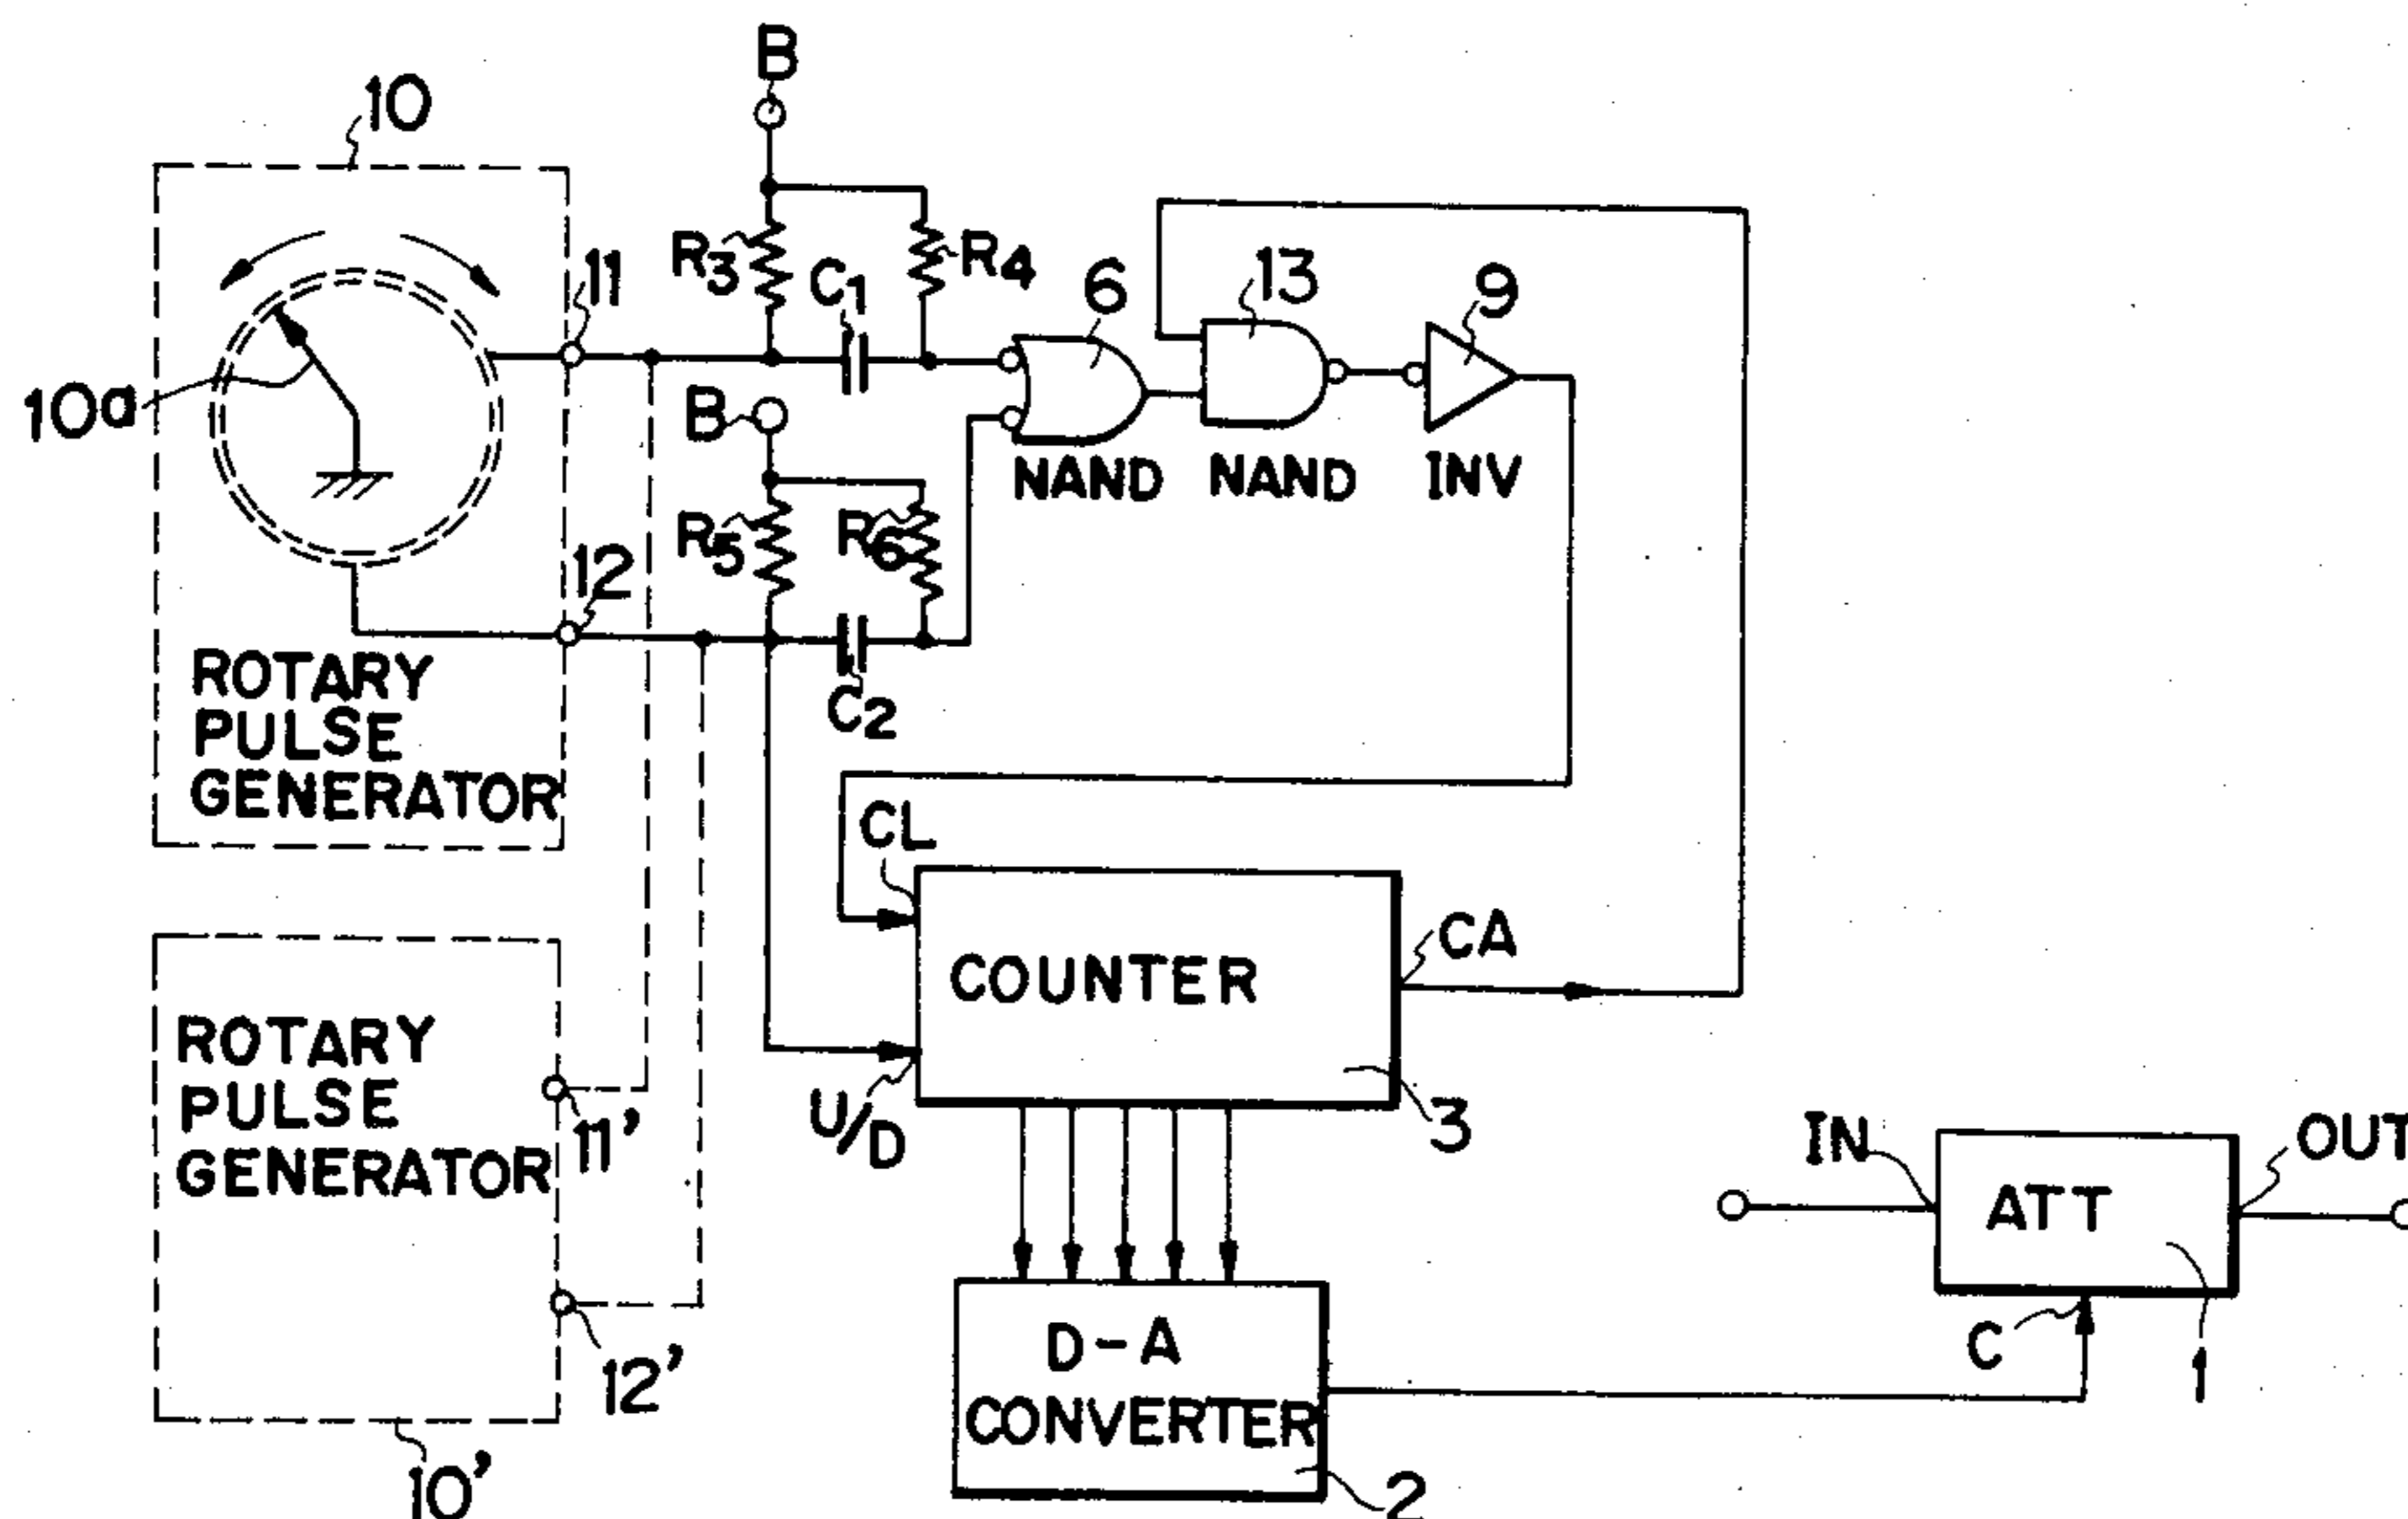 B
10
R3
C1
R4
11
6
13
9
10a
B
NAND
NAND
INV
R5
R6
12
C2
ROTARY
PULSE
GENERATOR
CL
COUNTER
CA
U/D
3
ROTARY
PULSE
GENERATOR
11'
12'
10'
IN
ATT
OUT
C
1
D-A
CONVERTER
2